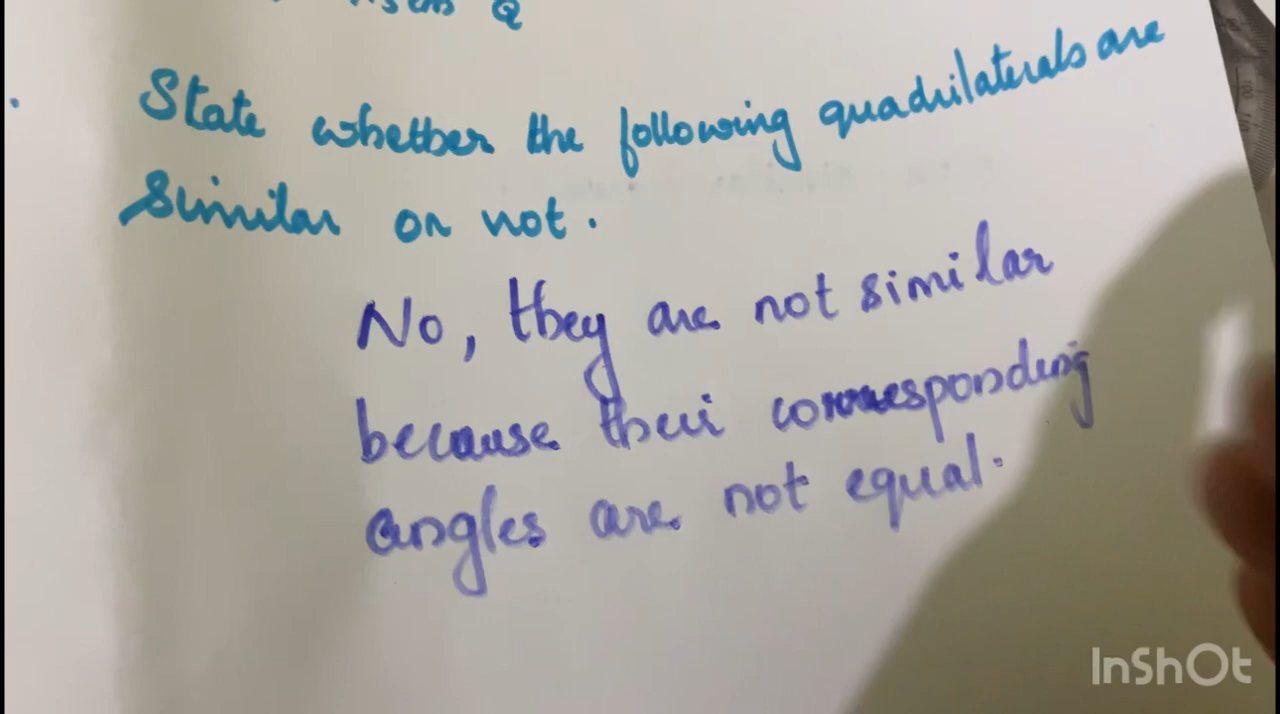 State whether the following quadrilaterals are
Similar or not.
No, they are not similar
because their corresponding
angles are not equal.
InShOt